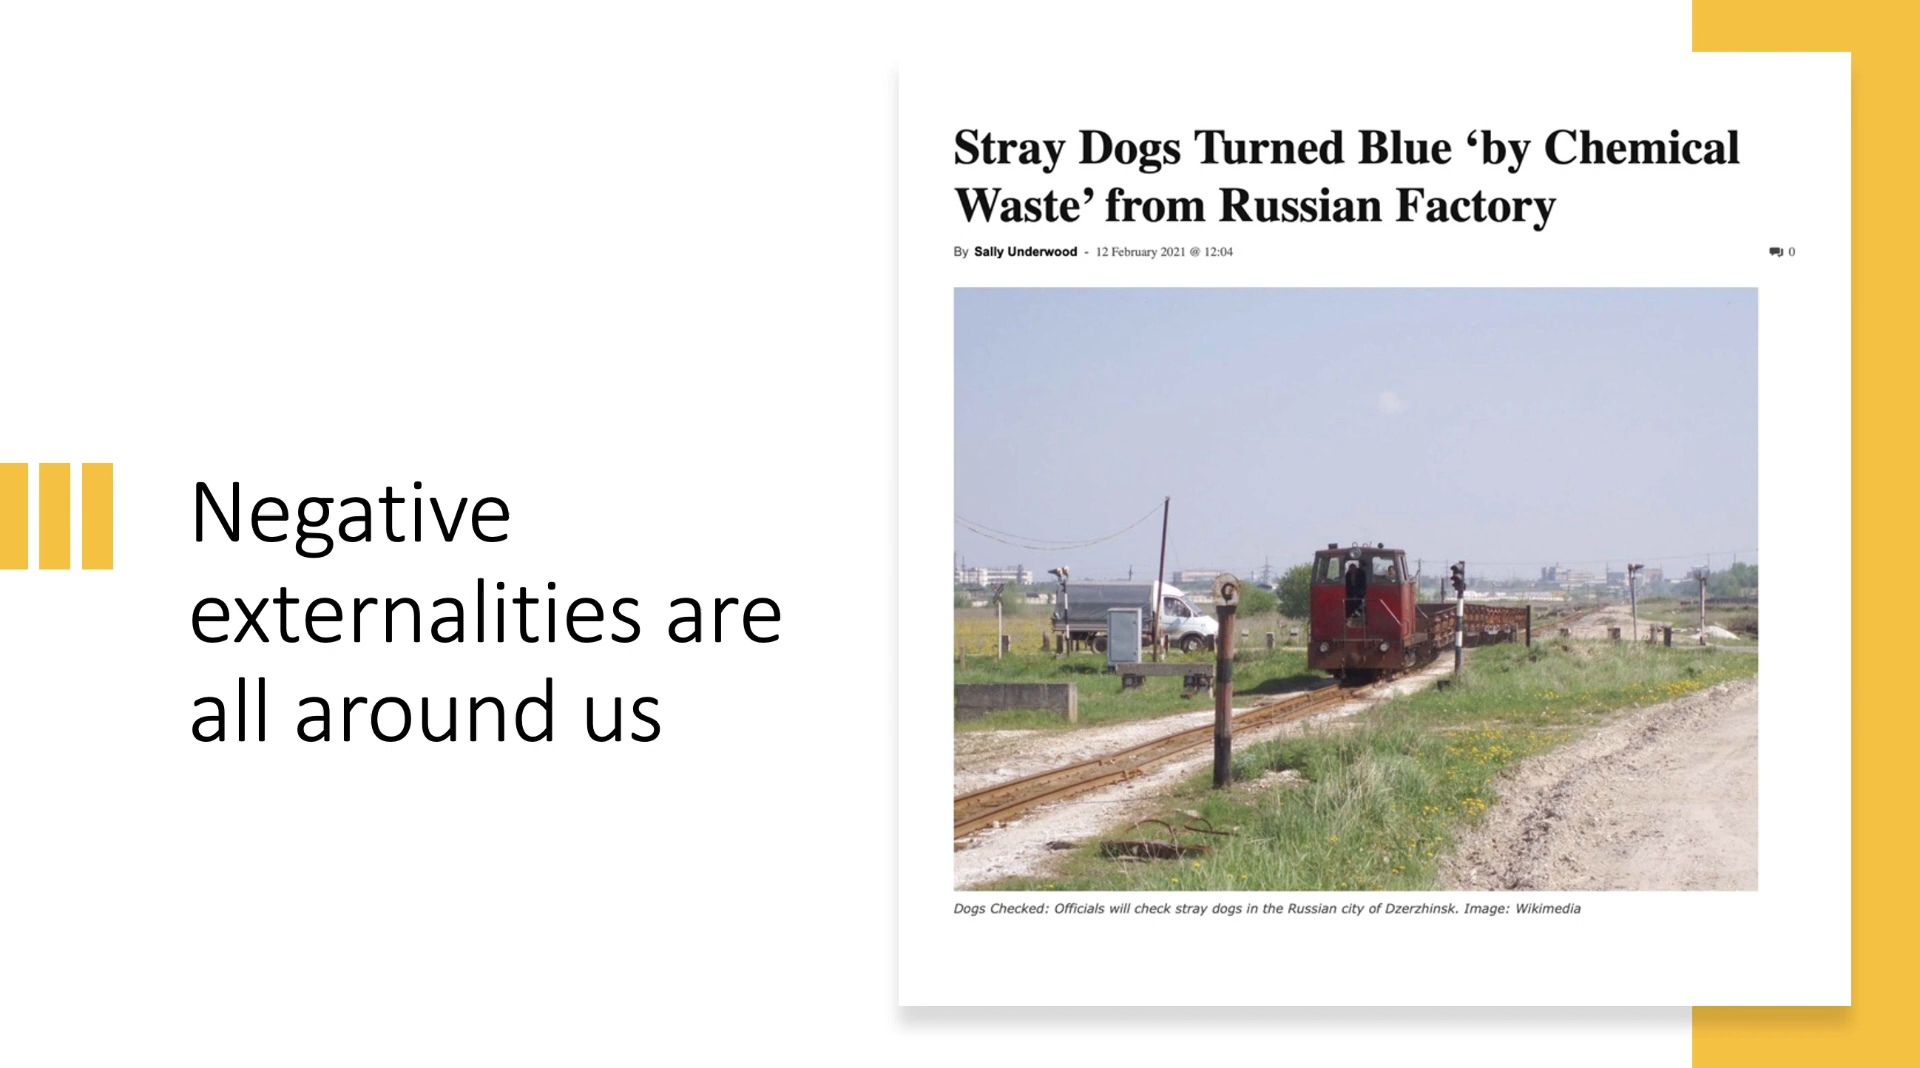 Negative
externalities are
all around us
Stray Dogs Turned Blue ‘by Chemical
Waste’ from Russian Factory
By Sally Underwood - 12 February 2021 @ 12:04
0
Dogs Checked: Officials will check stray dogs in the Russian city of Dzerzhinsk. Image: Wikimedia